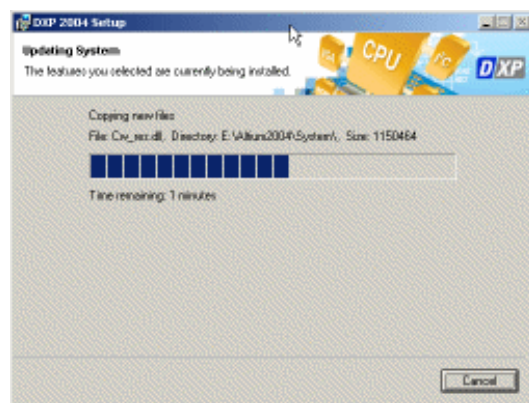 DXP 2004 Setup
Updating System
The features you selected are currently being installed.
CPU
DXP
Copying new files
File: Cw_rez.dll, Directory: E:\Altium2004\System\, Size: 1150464
Time remaining: 1 minutes
Cancel